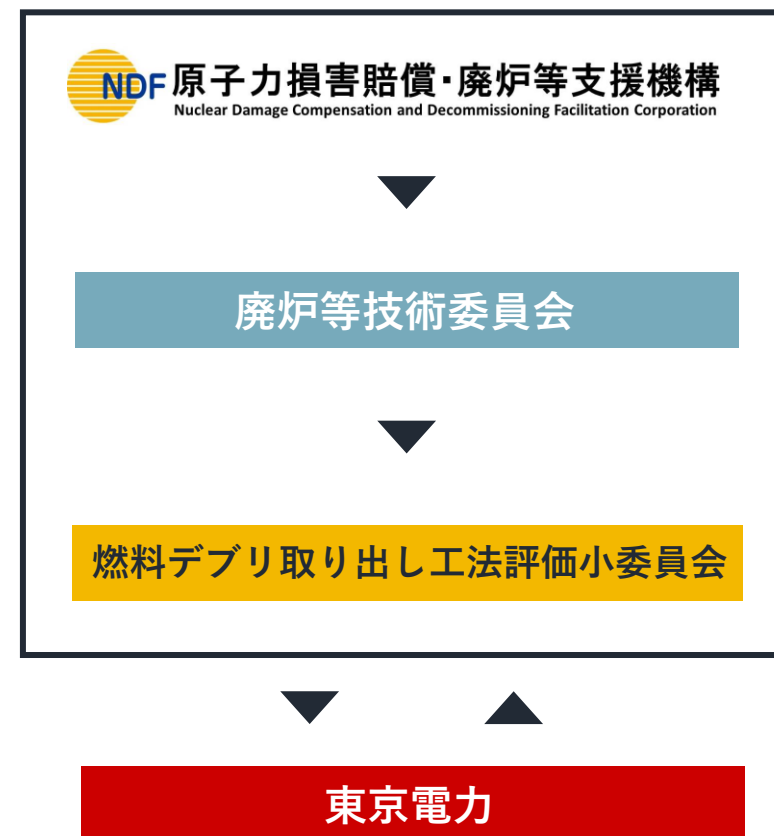 NDF 原子力損害賠償・廃炉等支援機構
Nuclear Damage Compensation and Decommissioning Facilitation Corporation
廃炉等技術委員会
燃料デブリ取り出し工法評価小委員会
東京電力